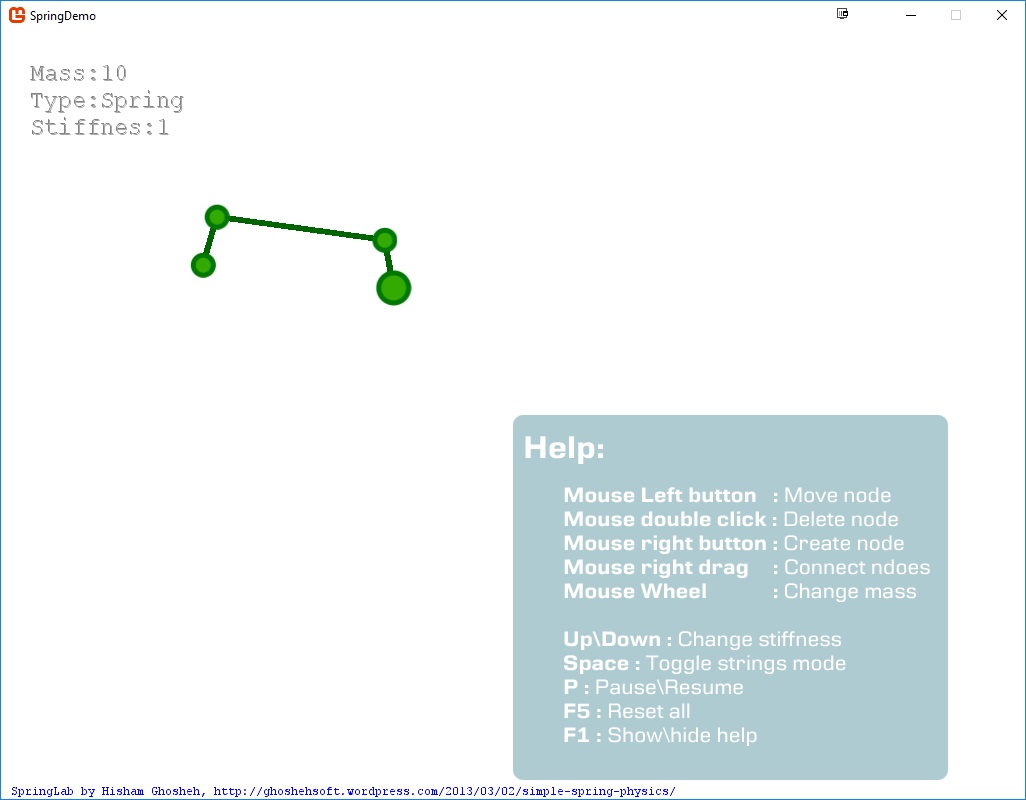 SpringDemo
Mass:10
Type:Spring
Stiffnes:1
Help:
Mouse Left button : Move node
Mouse double click : Delete node
Mouse right button : Create node
Mouse right drag : Connect ndoes
Mouse Wheel : Change mass
Up\Down : Change stiffness
Space : Toggle strings mode
P : Pause\Resume
F5 : Reset all
F1 : Show\hide help
SpringLab by Hisham Ghosheh, http://ghoshehsoft.wordpress.com/2013/03/02/simple-spring-physics/